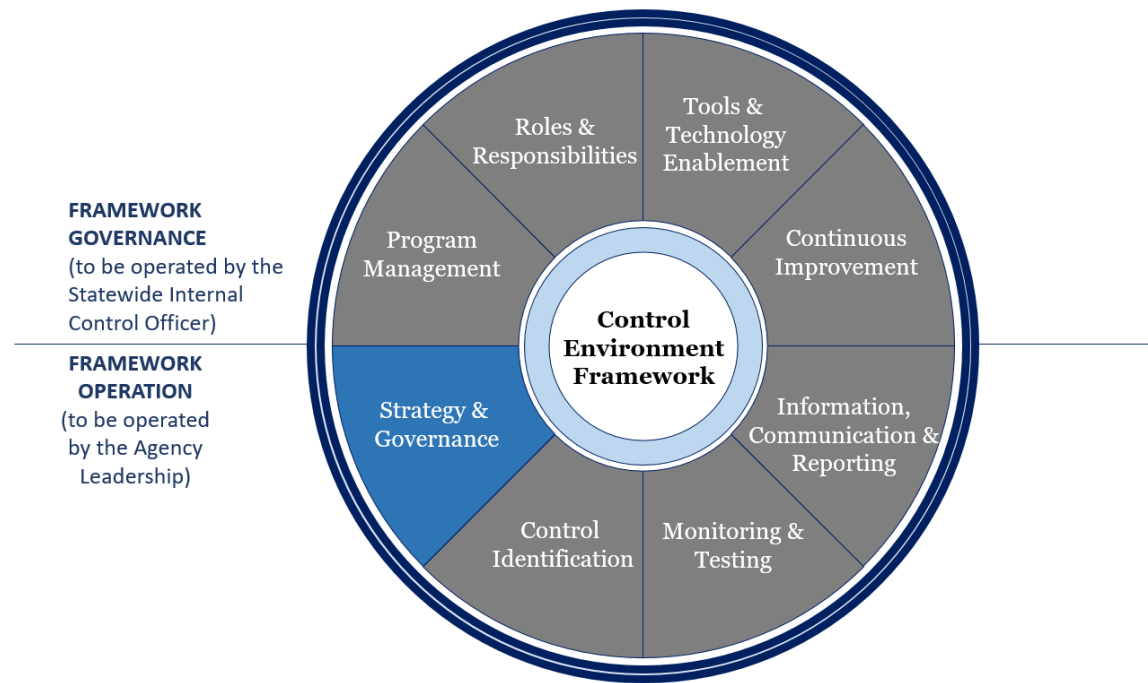 FRAMEWORK
GOVERNANCE
(to be operated by the
Statewide Internal
Control Officer)
FRAMEWORK
OPERATION
(to be operated
by the Agency
Leadership)
Roles &
Responsibilities
Tools &
Technology
Enablement
Program
Management
Continuous
Improvement
Control
Environment
Framework
Strategy &
Governance
Information,
Communication &
Reporting
Control
Identification
Monitoring &
Testing